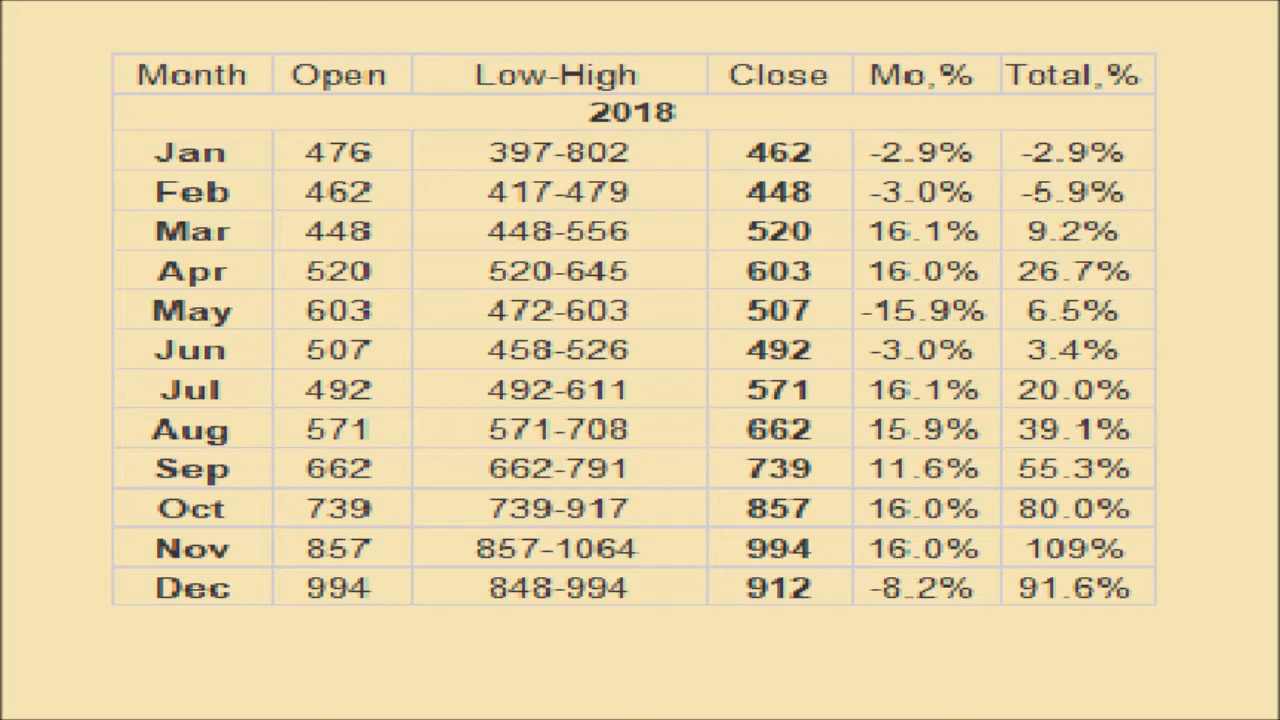 Month Open Low-High Close Mo,% Total,%
2018
Jan 476 397-802 462 -2.9% -2.9%
Feb 462 417-479 448 -3.0% -5.9%
Mar 448 448-556 520 16.1% 9.2%
Apr 520 520-645 603 16.0% 26.7%
May 603 472-603 507 -15.9% 6.5%
Jun 507 458-526 492 -3.0% 3.4%
Jul 492 492-611 571 16.1% 20.0%
Aug 571 571-708 662 15.9% 39.1%
Sep 662 662-791 739 11.6% 55.3%
Oct 739 739-917 857 16.0% 80.0%
Nov 857 857-1064 994 16.0% 109%
Dec 994 848-994 912 -8.2% 91.6%